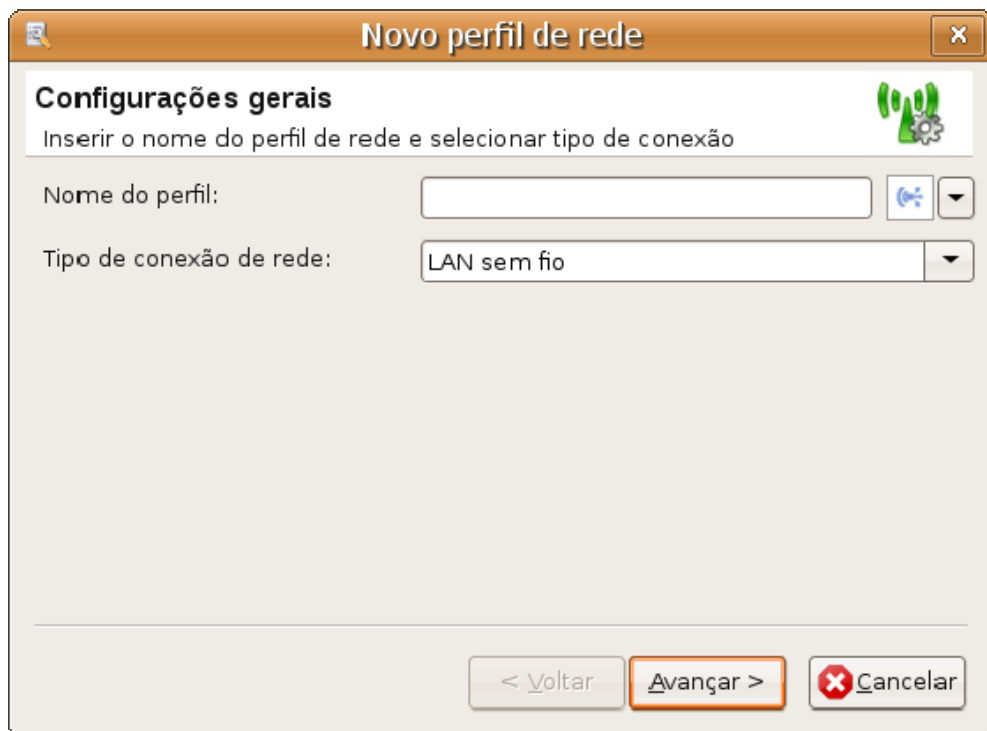 Novo perfil de rede
Configurações gerais
Inserir o nome do perfil de rede e selecionar tipo de conexão
Nome do perfil:
Tipo de conexão de rede:
LAN sem fio
< Voltar
Avançar >
Cancelar